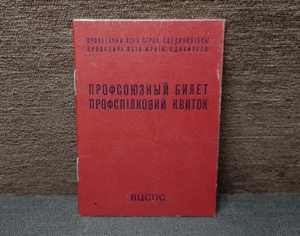 ПРОЛЕТАРИИ ВСЕХ СТРАН, СОЕДИНЯЙТЕСЬ!
ПРОЛЕТАРІ ВСІХ КРАЇН, ЄДНАЙТЕСЯ!
ПРОФСОЮЗНЫЙ БИЛЕТ
ПРОФСПІЛКОВИЙ КВИТОК
ВЦСПС